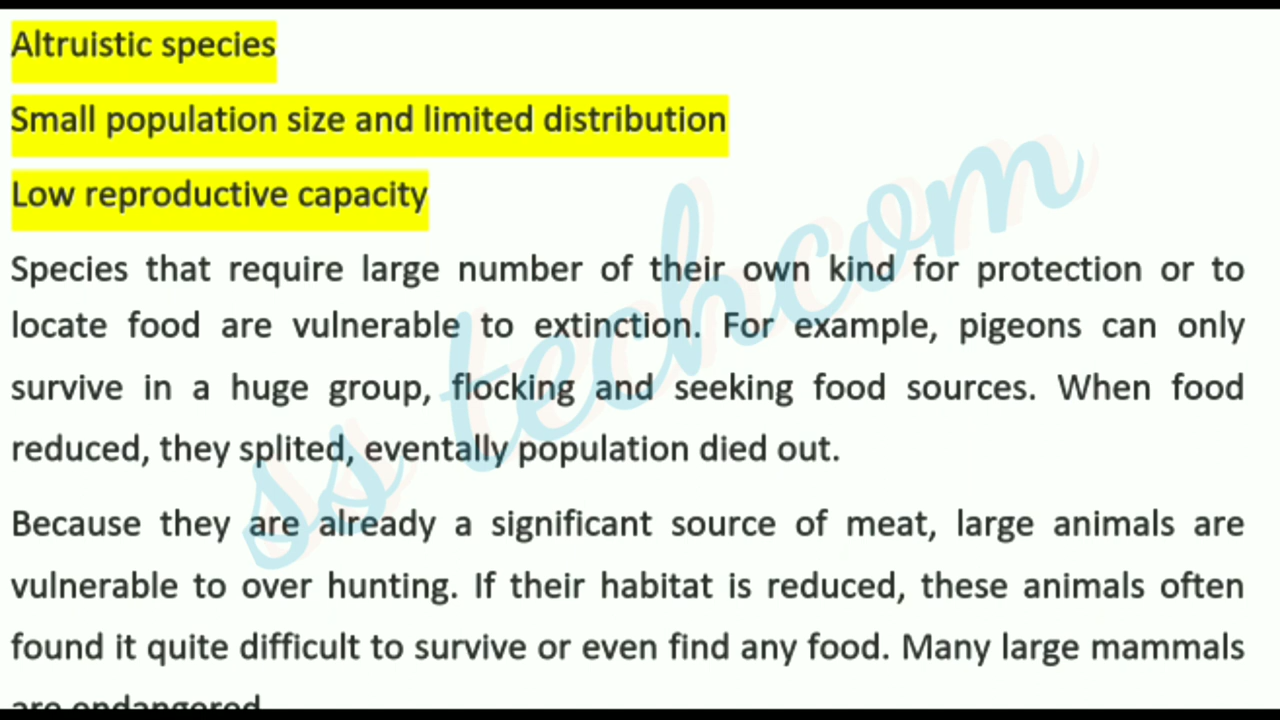 Altruistic species
Small population size and limited distribution
Low reproductive capacity
Species that require large number of their own kind for protection or to
locate food are vulnerable to extinction. For example, pigeons can only
survive in a huge group, flocking and seeking food sources. When food
reduced, they splited, eventally population died out.
Because they are already a significant source of meat, large animals are
vulnerable to over hunting. If their habitat is reduced, these animals often
found it quite difficult to survive or even find any food. Many large mammals
are endangered.
ss techcom